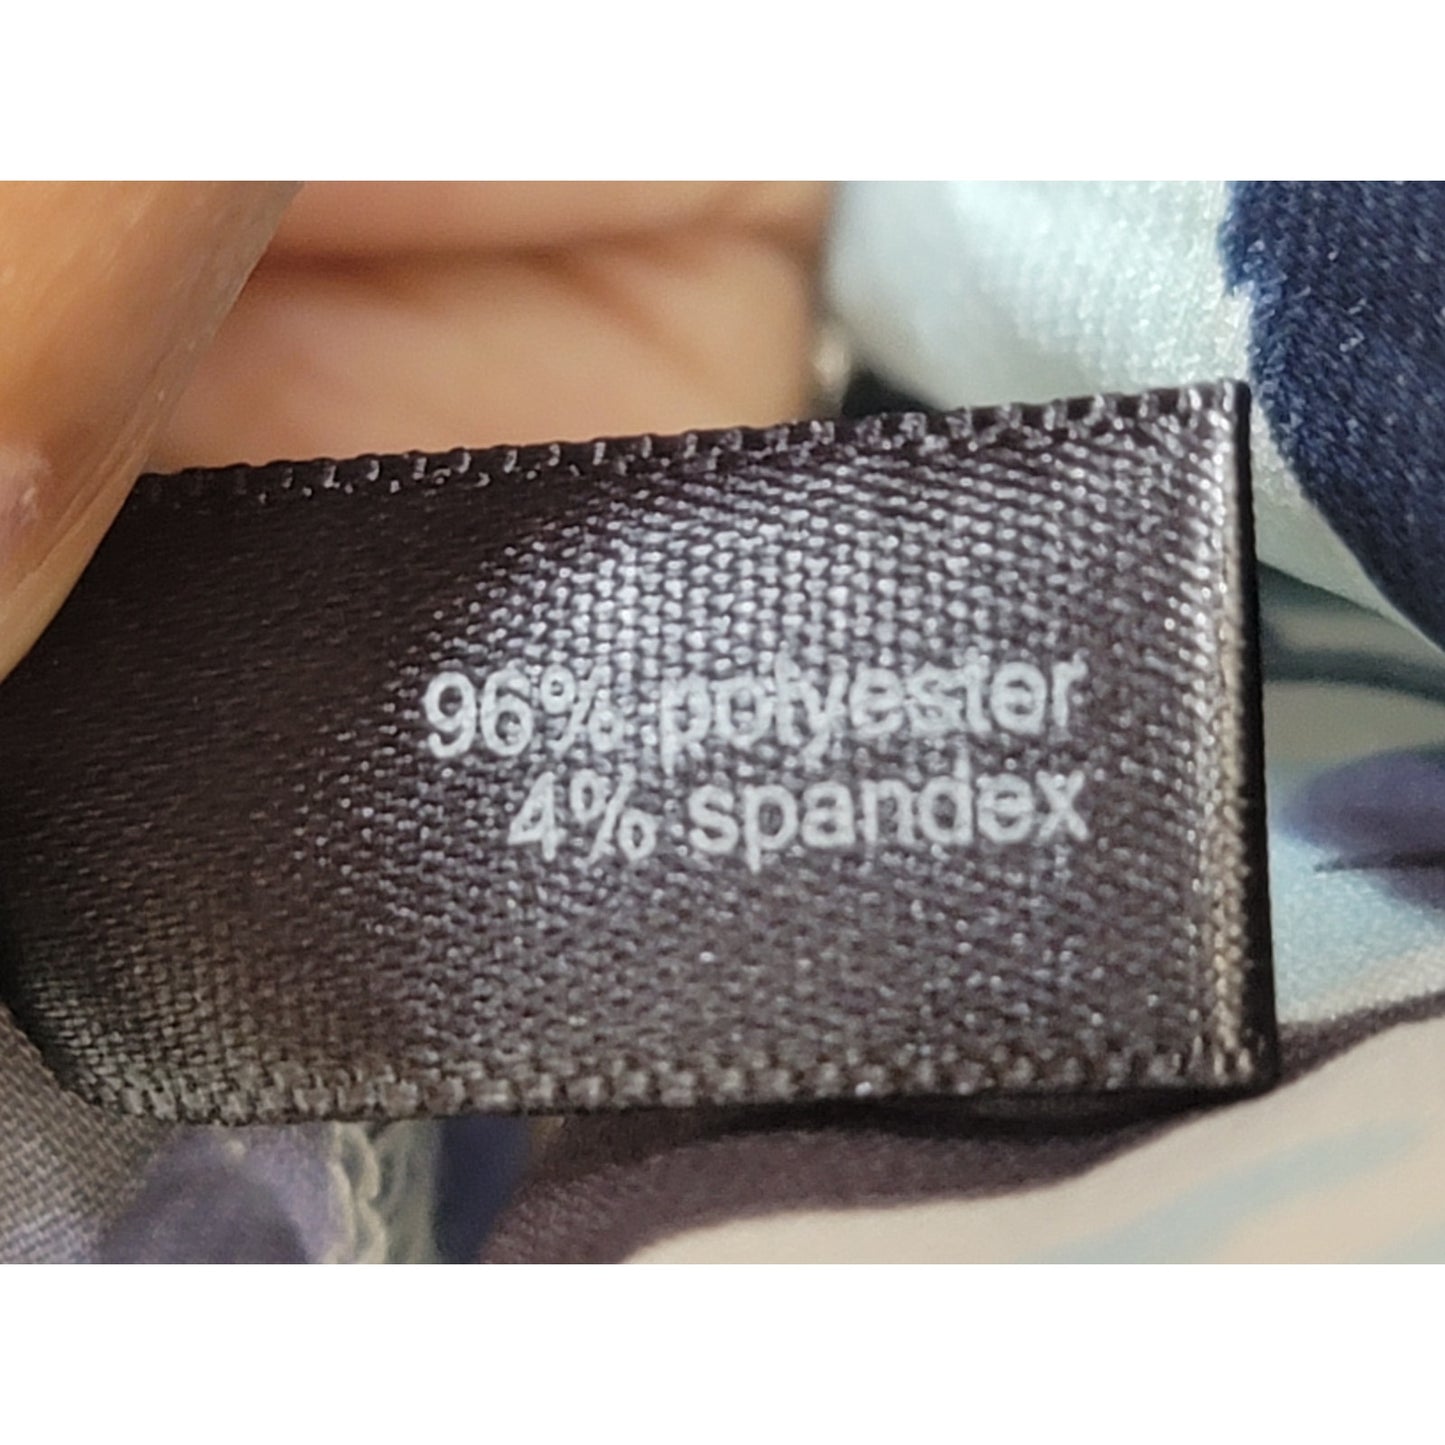 96% polyester
4% spandex